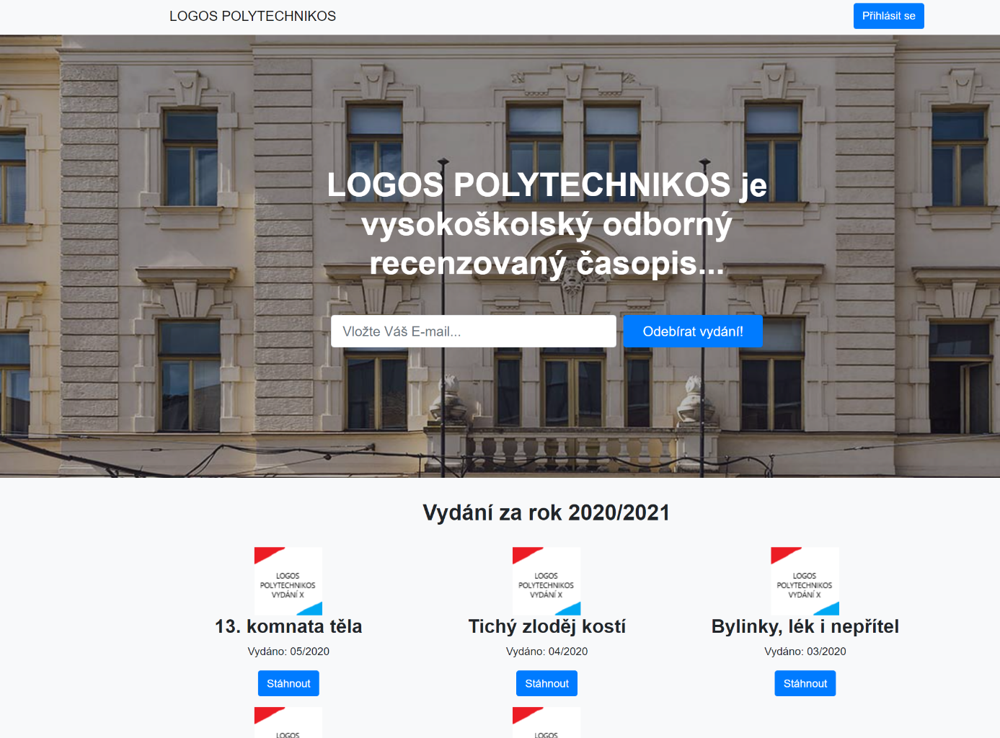 LOGOS POLYTECHNIKOS
Přihlásit se
LOGOS POLYTECHNIKOS je
vysokoškolský odborný
recenzovaný časopis...
Vložte Váš E-mail...
Odebírat vydání!
Vydání za rok 2020/2021
LOGOS
POLYTECHNIKOS
VYDÁNÍ X
13. komnata těla
Vydáno: 05/2020
Stáhnout
LOGOS
POLYTECHNIKOS
VYDÁNÍ X
Tichý zloděj kostí
Vydáno: 04/2020
Stáhnout
LOGOS
POLYTECHNIKOS
VYDÁNÍ X
Bylinky, lék i nepřítel
Vydáno: 03/2020
Stáhnout
LOGOS
LOGOS